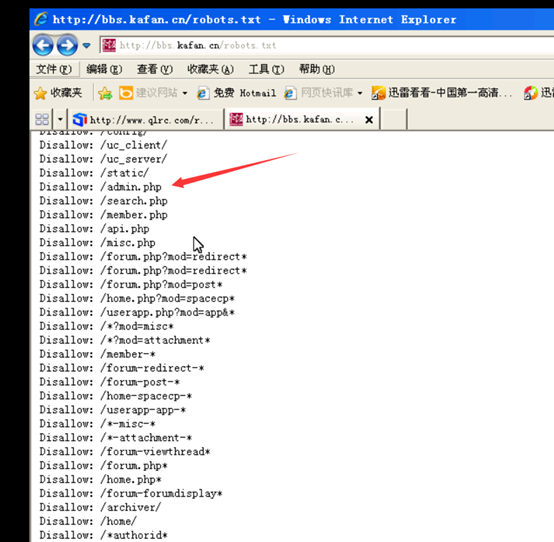 http://bbs.kafan.cn/robots.txt - Windows Internet Explorer
http://bbs.kafan.cn/robots.txt
文件(F) 编辑(E) 查看(V) 收藏夹(A) 工具(T) 帮助(H)
收藏夹 建议网站 免费 Hotmail 网页快讯库 迅雷看看-中国第一高清... 迅
http://www.qlrc.com/r... http://bbs.kafan.c...
Disallow: /config/
Disallow: /uc_client/
Disallow: /uc_server/
Disallow: /static/
Disallow: /admin.php
Disallow: /search.php
Disallow: /member.php
Disallow: /api.php
Disallow: /misc.php
Disallow: /forum.php?mod=redirect*
Disallow: /forum.php?mod=redirect*
Disallow: /forum.php?mod=post*
Disallow: /home.php?mod=spacecp*
Disallow: /userapp.php?mod=app&*
Disallow: /*?mod=misc*
Disallow: /*?mod=attachment*
Disallow: /member-*
Disallow: /forum-redirect-*
Disallow: /forum-post-*
Disallow: /home-spacecp-*
Disallow: /userapp-app-*
Disallow: /*-misc-*
Disallow: /*-attachment-*
Disallow: /forum-viewthread*
Disallow: /forum.php*
Disallow: /home.php*
Disallow: /forum-forumdisplay*
Disallow: /archiver/
Disallow: /home/
Disallow: /*authorid*